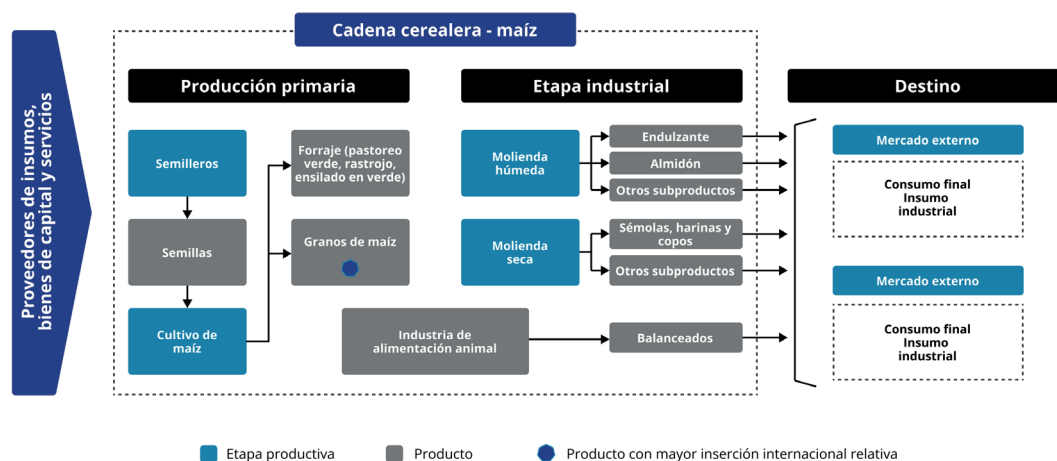 Proveedores de insumos,
bienes de capital y servicios
Cadena cerealera - maíz
Producción primaria
Semilleros
Semillas
Cultivo de
maíz
Forraje (pastoreo
verde, rastrojo,
ensilado en verde)
Granos de maíz
Etapa industrial
Molienda
húmeda
Endulzante
Almidón
Otros subproductos
Molienda
seca
Sémolas, harinas y
copos
Otros subproductos
Industria de
alimentación animal
Balanceados
Destino
Mercado externo
Consumo final
Insumo
industrial
Mercado externo
Consumo final
Insumo
industrial
Etapa productiva
Producto
Producto con mayor inserción internacional relativa